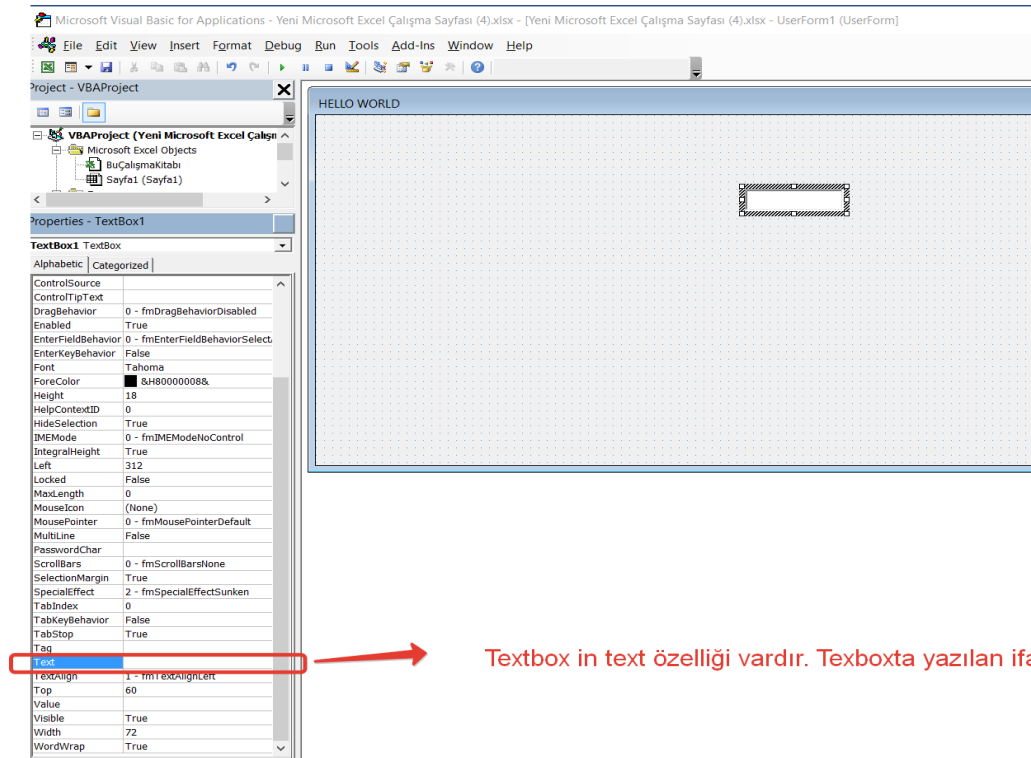 Microsoft Visual Basic for Applications - Yeni Microsoft Excel Çalışma Sayfası (4).xlsx - [Yeni Microsoft Excel Çalışma Sayfası (4).xlsx - UserForm1 (UserForm)]
File Edit View Insert Format Debug Run Tools Add-Ins Window Help
Project - VBAProject
VBAProject (Yeni Microsoft Excel Çalışn
Microsoft Excel Objects
BuÇalışmaKitabı
Sayfa1 (Sayfa1)
HELLO WORLD
Properties - TextBox1
TextBox1 TextBox
Alphabetic Categorized
ControlSource
ControlTipText
DragBehavior 0 - fmDragBehaviorDisabled
Enabled True
EnterFieldBehavior 0 - fmEnterFieldBehaviorSelect
EnterKeyBehavior False
Font Tahoma
ForeColor &H80000008&
Height 18
HelpContextID 0
HideSelection True
IMEMode 0 - fmIMEModeNoControl
IntegralHeight True
Left 312
Locked False
MaxLength 0
MouseIcon (None)
MousePointer 0 - fmMousePointerDefault
MultiLine False
PasswordChar
ScrollBars 0 - fmScrollBarsNone
SelectionMargin True
SpecialEffect 2 - fmSpecialEffectSunken
TabIndex 0
TabKeyBehavior False
TabStop True
Tag
Text
TextAlign 1 - fmTextAlignLeft
Top 60
Value
Visible True
Width 72
WordWrap True
Textbox in text özelliği vardır. Texboxta yazılan ifa